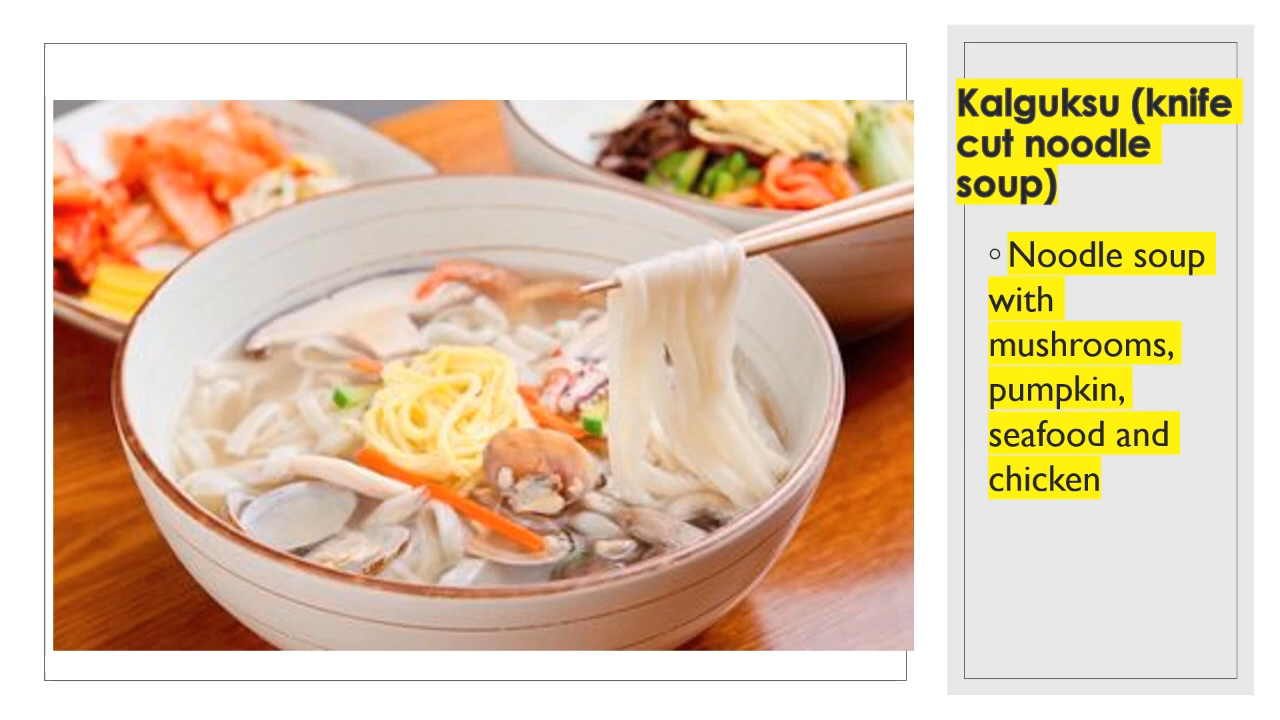 Kalguksu (knife
cut noodle
soup)
◦ Noodle soup
with
mushrooms,
pumpkin,
seafood and
chicken